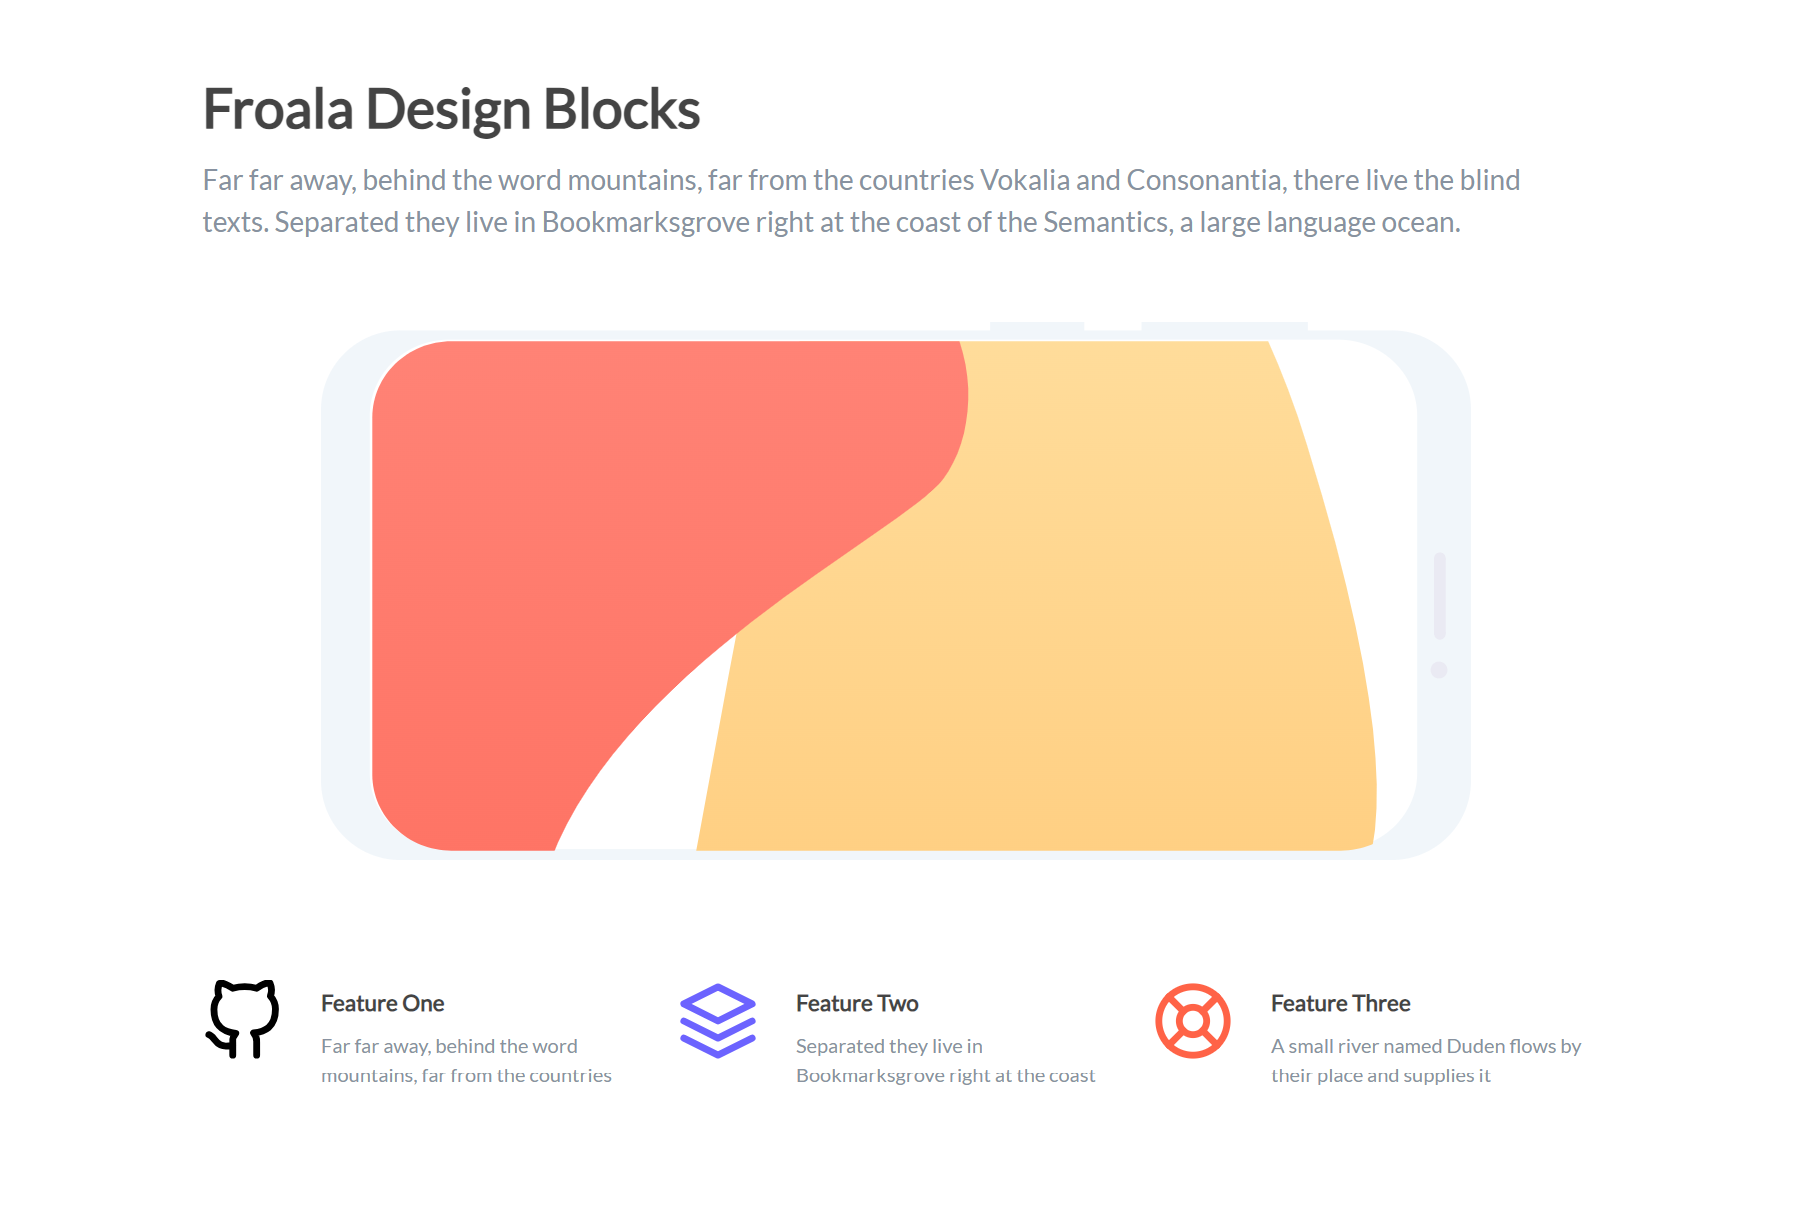 Froala Design Blocks
Far far away, behind the word mountains, far from the countries Vokalia and Consonantia, there live the blind
texts. Separated they live in Bookmarksgrove right at the coast of the Semantics, a large language ocean.
Feature One
Far far away, behind the word
mountains, far from the countries
Feature Two
Separated they live in
Bookmarksgrove right at the coast
Feature Three
A small river named Duden flows by
their place and supplies it